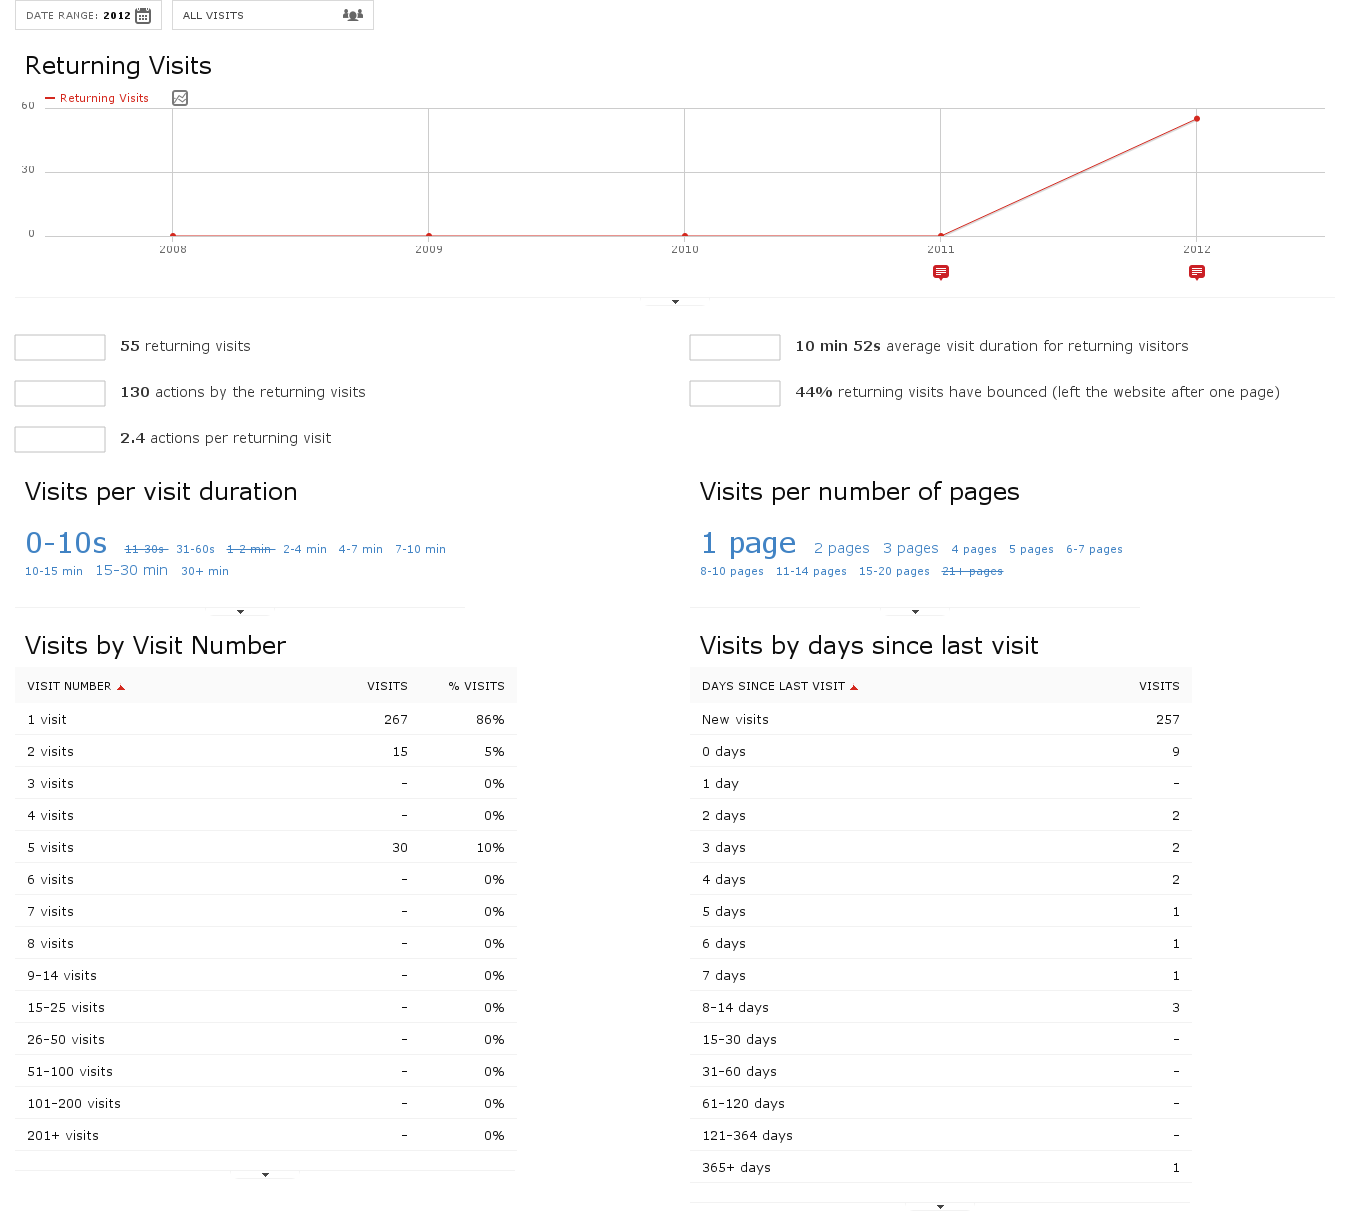 DATE RANGE: 2012
ALL VISITS
Returning Visits
Returning Visits
60
30
0
2008 2009 2010 2011 2012
55 returning visits
130 actions by the returning visits
2.4 actions per returning visit
10 min 52s average visit duration for returning visitors
44% returning visits have bounced (left the website after one page)
Visits per visit duration
0-10s 11-30s 31-60s 1-2 min 2-4 min 4-7 min 7-10 min
10-15 min 15-30 min 30+ min
Visits per number of pages
1 page 2 pages 3 pages 4 pages 5 pages 6-7 pages
8-10 pages 11-14 pages 15-20 pages 21+ pages
Visits by Visit Number
VISIT NUMBER VISITS % VISITS
1 visit 267 86%
2 visits 15 5%
3 visits - 0%
4 visits - 0%
5 visits 30 10%
6 visits - 0%
7 visits - 0%
8 visits - 0%
9-14 visits - 0%
15-25 visits - 0%
26-50 visits - 0%
51-100 visits - 0%
101-200 visits - 0%
201+ visits - 0%
Visits by days since last visit
DAYS SINCE LAST VISIT VISITS
New visits 257
0 days 9
1 day -
2 days 2
3 days 2
4 days 2
5 days 1
6 days 1
7 days 1
8-14 days 3
15-30 days -
31-60 days -
61-120 days -
121-364 days -
365+ days 1